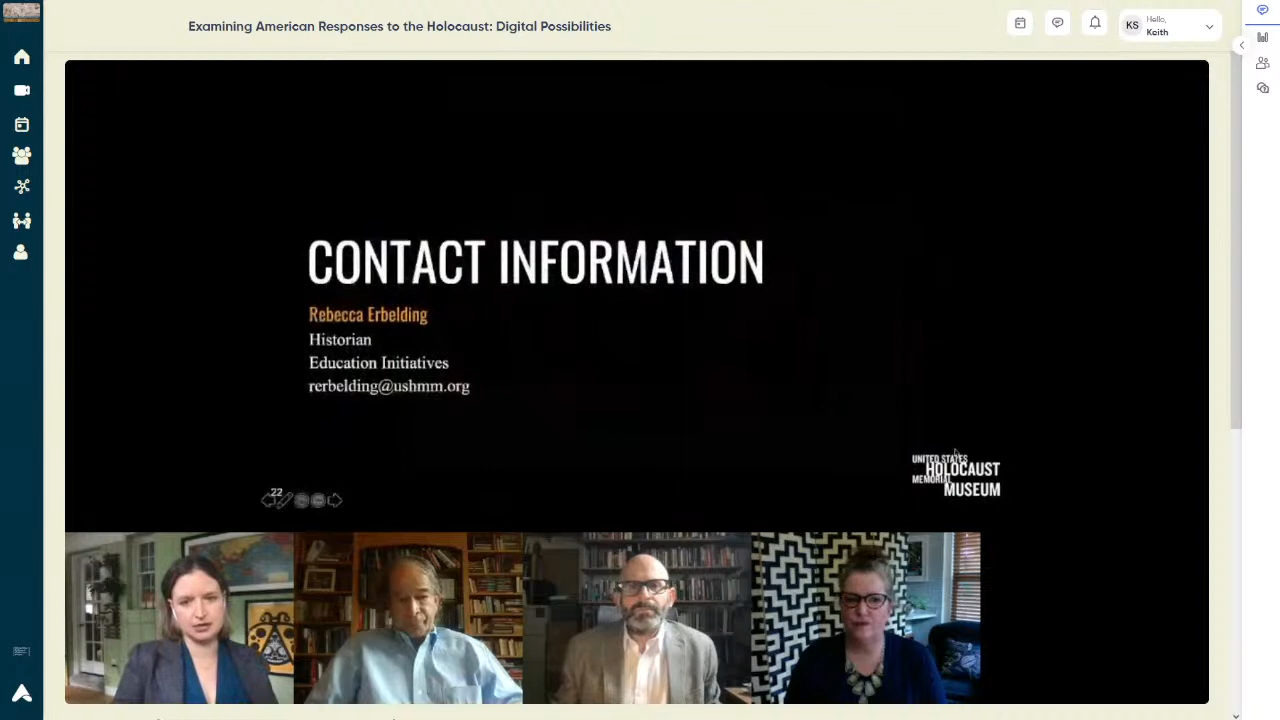 Examining American Responses to the Holocaust: Digital Possibilities
KS
Hello,
Keith
CONTACT INFORMATION
Rebecca Erbelding
Historian
Education Initiatives
rerbelding@ushmm.org
22
UNITED STATES
HOLOCAUST
MEMORIAL
MUSEUM